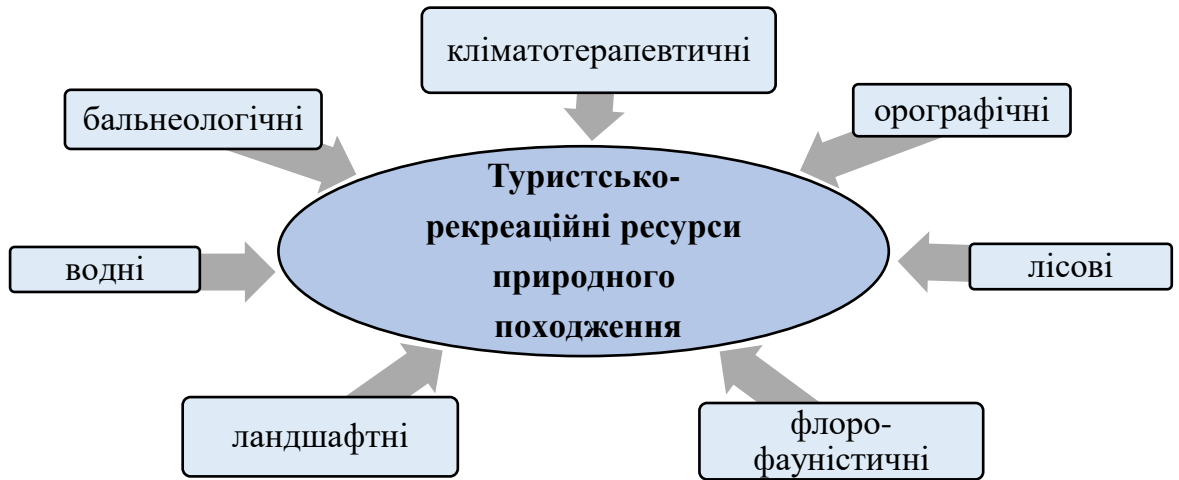 кліматотерапевтичні
бальнеологічні
орографічні
Туристсько-
рекреаційні ресурси
природного
походження
водні
лісові
ландшафтні
флоро-
фауністичні